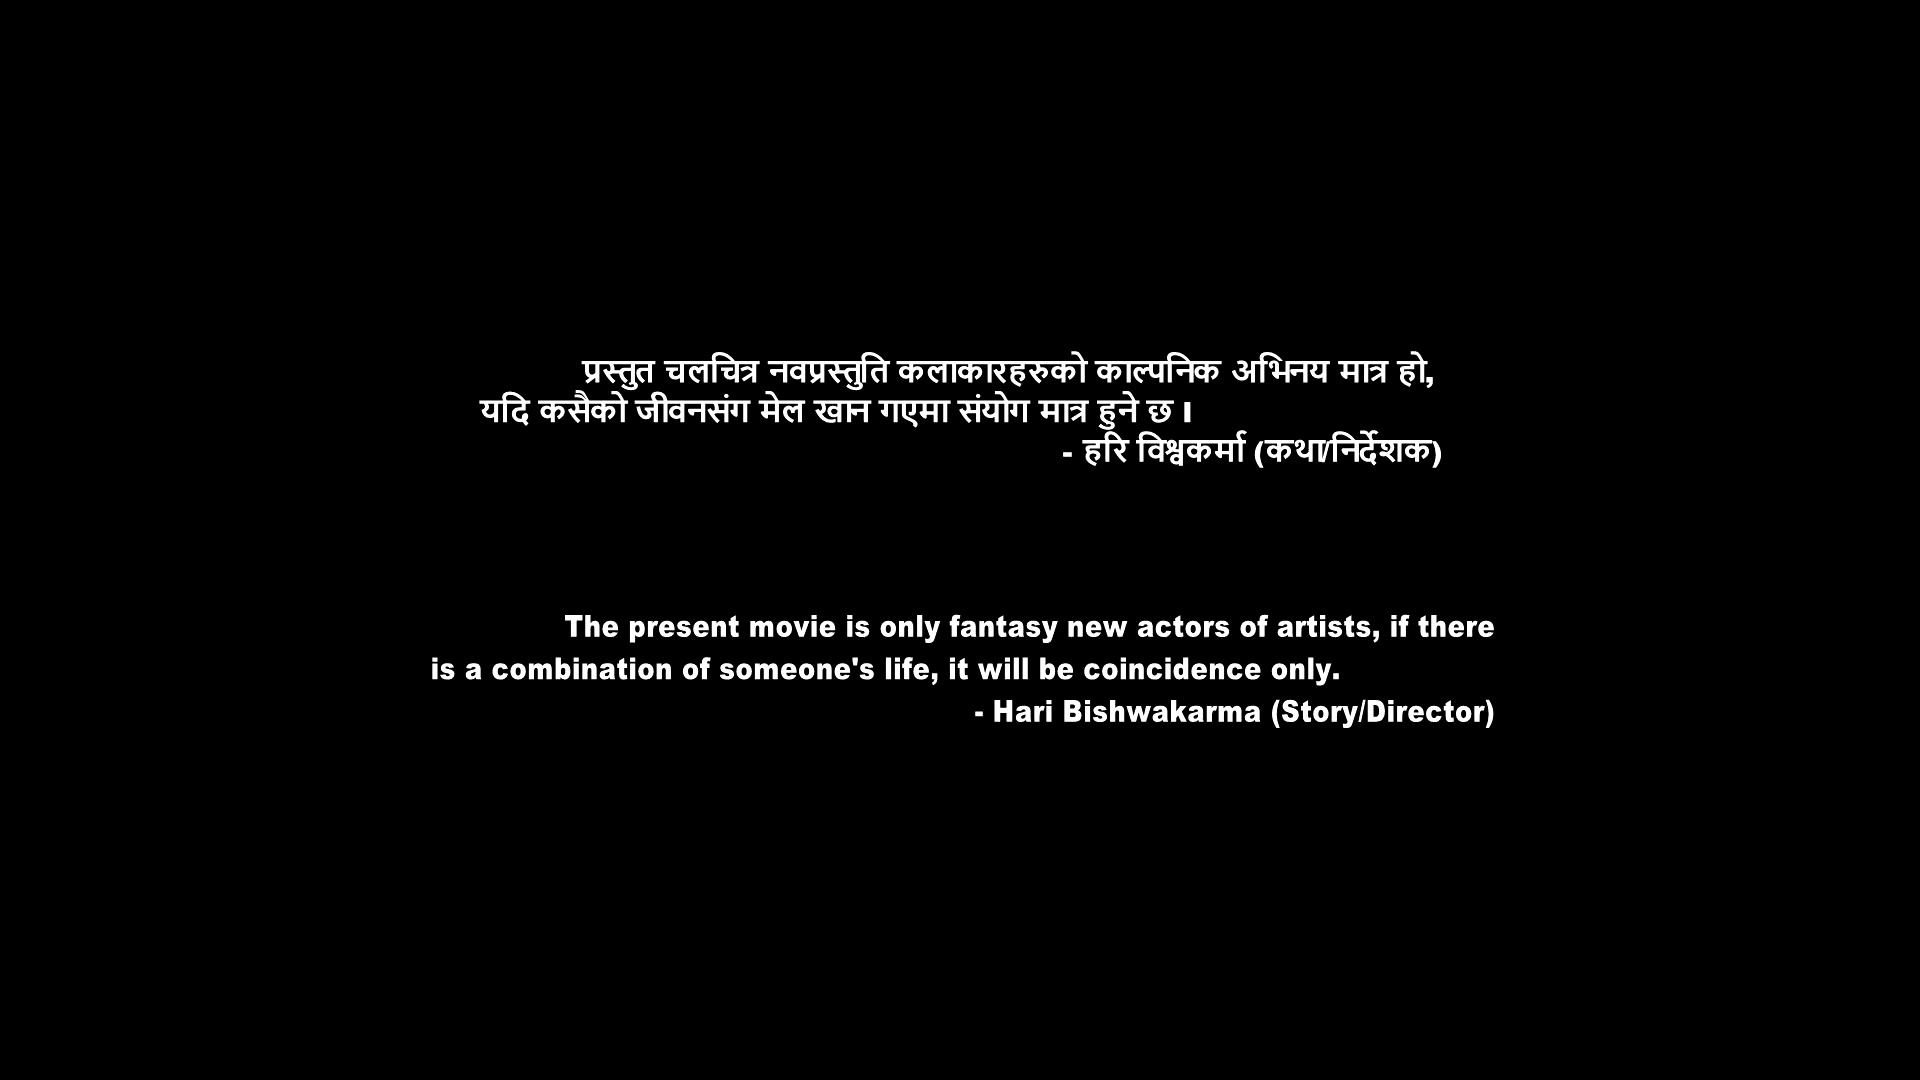 प्रस्तुत चलचित्र नवप्रस्तुति कलाकारहरुको काल्पनिक अभिनय मात्र हो,
यदि कसैको जीवनसंग मेल खान गएमा संयोग मात्र हुने छ ।
- हरि विश्वकर्मा (कथा/निर्देशक)
The present movie is only fantasy new actors of artists, if there
is a combination of someone's life, it will be coincidence only.
- Hari Bishwakarma (Story/Director)